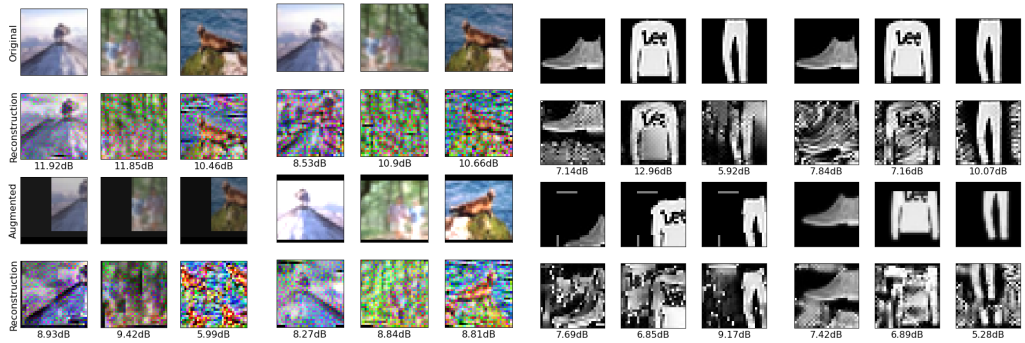 Original
Lee Lee
Reconstruction
11.92dB 11.85dB 10.46dB 8.53dB 10.9dB 10.66dB 7.14dB 12.96dB 5.92dB 7.84dB 7.16dB 10.07dB
Augmented
Lee Lee
Reconstruction
8.93dB 9.42dB 5.99dB 8.27dB 8.84dB 8.81dB 7.69dB 6.85dB 9.17dB 7.42dB 6.89dB 5.28dB